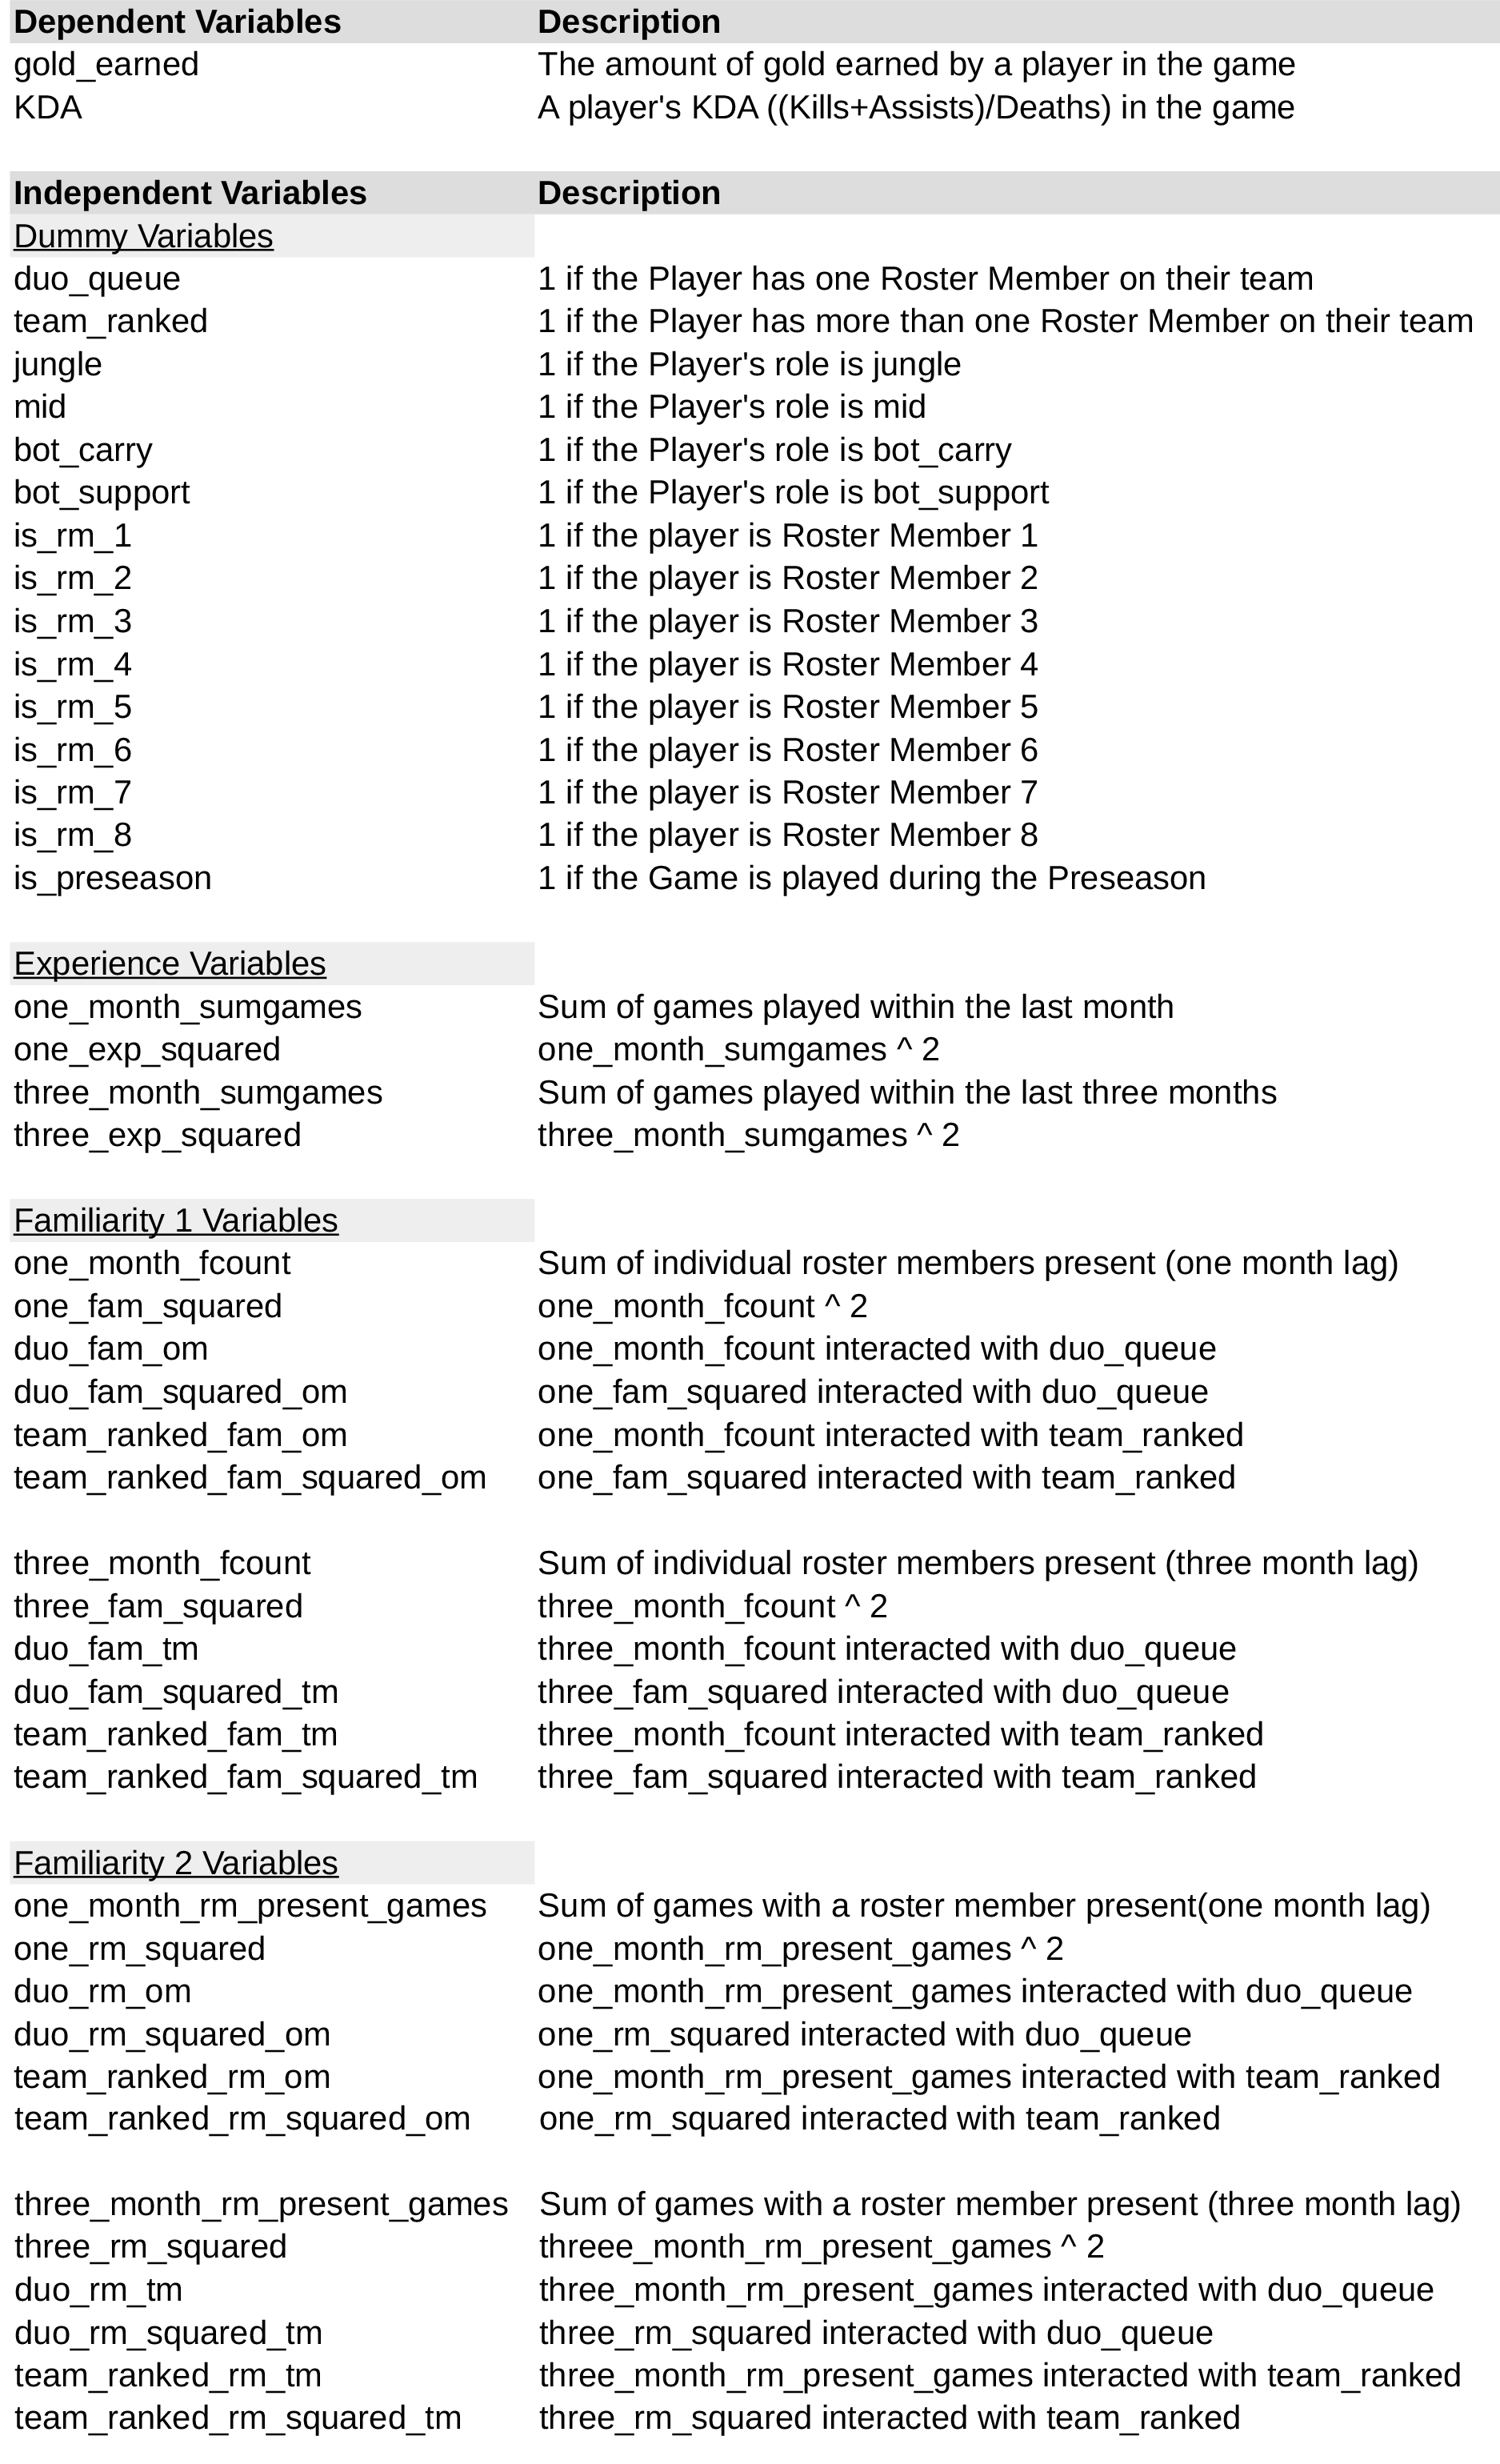 Dependent Variables Description
gold_earned The amount of gold earned by a player in the game
KDA A player's KDA ((Kills+Assists)/Deaths) in the game
Independent Variables Description
Dummy Variables
duo_queue 1 if the Player has one Roster Member on their team
team_ranked 1 if the Player has more than one Roster Member on their team
jungle 1 if the Player's role is jungle
mid 1 if the Player's role is mid
bot_carry 1 if the Player's role is bot_carry
bot_support 1 if the Player's role is bot_support
is_rm_1 1 if the player is Roster Member 1
is_rm_2 1 if the player is Roster Member 2
is_rm_3 1 if the player is Roster Member 3
is_rm_4 1 if the player is Roster Member 4
is_rm_5 1 if the player is Roster Member 5
is_rm_6 1 if the player is Roster Member 6
is_rm_7 1 if the player is Roster Member 7
is_rm_8 1 if the player is Roster Member 8
is_preseason 1 if the Game is played during the Preseason
Experience Variables
one_month_sumgames Sum of games played within the last month
one_exp_squared one_month_sumgames ^ 2
three_month_sumgames Sum of games played within the last three months
three_exp_squared three_month_sumgames ^ 2
Familiarity 1 Variables
one_month_fcount Sum of individual roster members present (one month lag)
one_fam_squared one_month_fcount ^ 2
duo_fam_om one_month_fcount interacted with duo_queue
duo_fam_squared_om one_fam_squared interacted with duo_queue
team_ranked_fam_om one_month_fcount interacted with team_ranked
team_ranked_fam_squared_om one_fam_squared interacted with team_ranked
three_month_fcount Sum of individual roster members present (three month lag)
three_fam_squared three_month_fcount ^ 2
duo_fam_tm three_month_fcount interacted with duo_queue
duo_fam_squared_tm three_fam_squared interacted with duo_queue
team_ranked_fam_tm three_month_fcount interacted with team_ranked
team_ranked_fam_squared_tm three_fam_squared interacted with team_ranked
Familiarity 2 Variables
one_month_rm_present_games Sum of games with a roster member present(one month lag)
one_rm_squared one_month_rm_present_games ^ 2
duo_rm_om one_month_rm_present_games interacted with duo_queue
duo_rm_squared_om one_rm_squared interacted with duo_queue
team_ranked_rm_om one_month_rm_present_games interacted with team_ranked
team_ranked_rm_squared_om one_rm_squared interacted with team_ranked
three_month_rm_present_games Sum of games with a roster member present (three month lag)
three_rm_squared threee_month_rm_present_games ^ 2
duo_rm_tm three_month_rm_present_games interacted with duo_queue
duo_rm_squared_tm three_rm_squared interacted with duo_queue
team_ranked_rm_tm three_month_rm_present_games interacted with team_ranked
team_ranked_rm_squared_tm three_rm_squared interacted with team_ranked